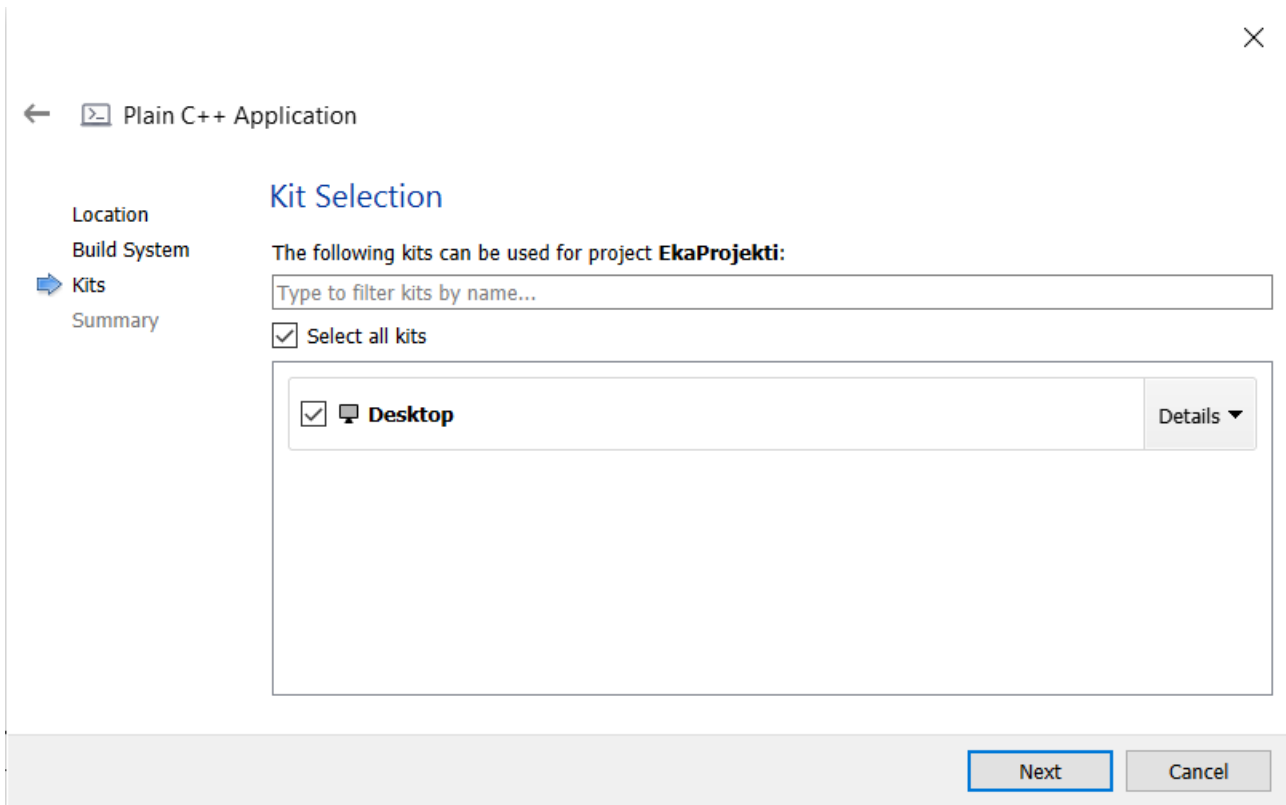 Plain C++ Application
Location
Build System
Kits
Summary
Kit Selection
The following kits can be used for project EkaProjekti:
Type to filter kits by name...
Select all kits
Desktop
Details
Next
Cancel